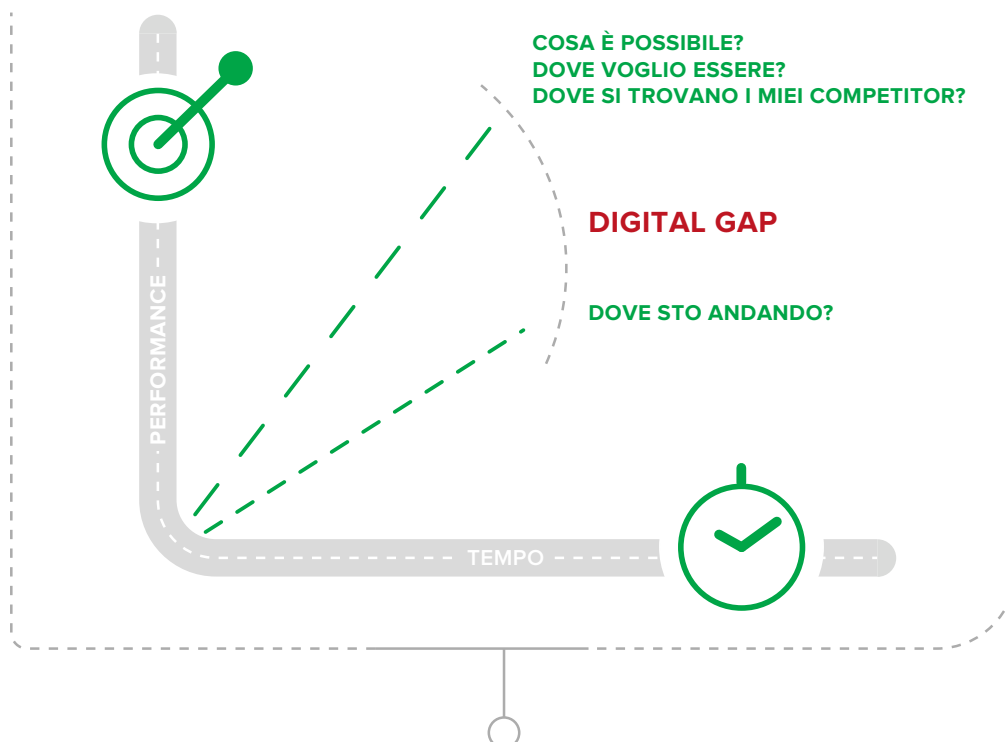 COSA È POSSIBILE?
DOVE VOGLIO ESSERE?
DOVE SI TROVANO I MIEI COMPETITOR?
DIGITAL GAP
DOVE STO ANDANDO?
PERFORMANCE
TEMPO